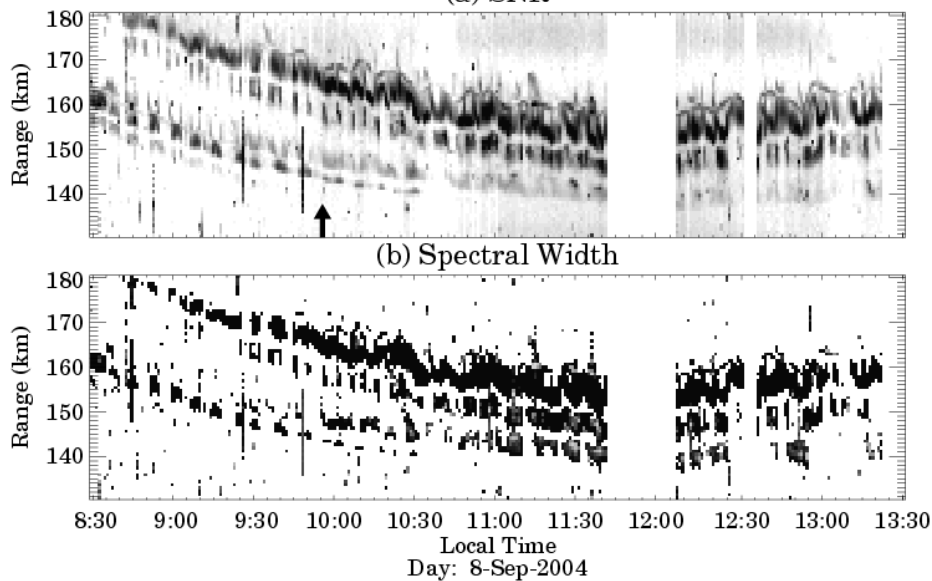 (a) SNR
180
170
160
150
140
Range (km)
(b) Spectral Width
180
170
160
150
140
Range (km)
8:30 9:00 9:30 10:00 10:30 11:00 11:30 12:00 12:30 13:00 13:30
Local Time
Day: 8-Sep-2004